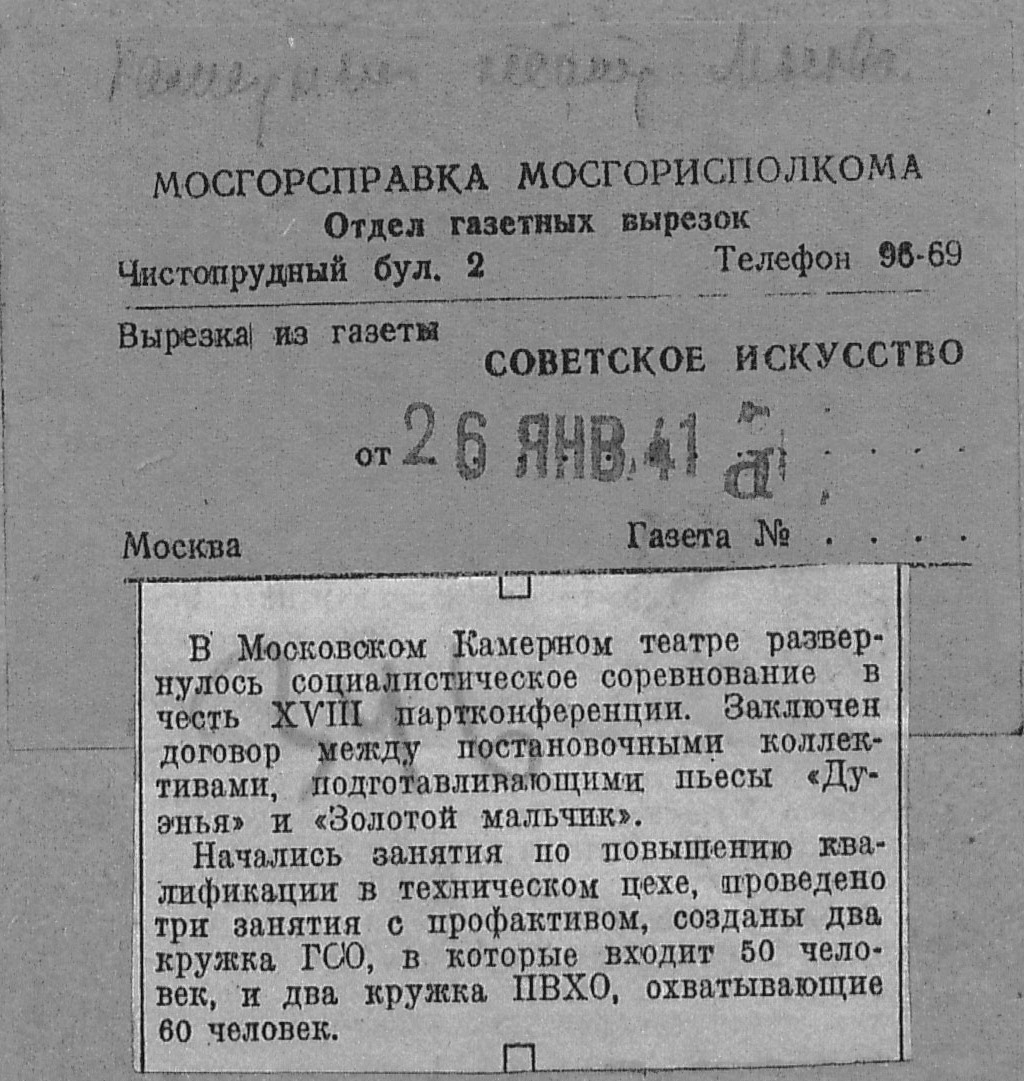 Камерный театр Москва.
МОСГОРСПРАВКА МОСГОРИСПОЛКОМА
Отдел газетных вырезок
Чистопрудный бул. 2 Телефон 96-69
Вырезка из газеты
СОВЕТСКОЕ ИСКУССТВО
от 26 ЯНВ. 41
Москва Газета № . . . .
В Московском Камерном театре развер-
нулось социалистическое соревнование в
честь XVIII партконференции. Заключен
договор между постановочными коллек-
тивами, подготавливающими пьесы «Ду-
энья» и «Золотой мальчик».
Начались занятия по повышению ква-
лификации в техническом цехе, проведено
три занятия с профактивом, созданы два
кружка ГСО, в которые входит 50 чело-
век, и два кружка ПВХО, охватывающие
60 человек.